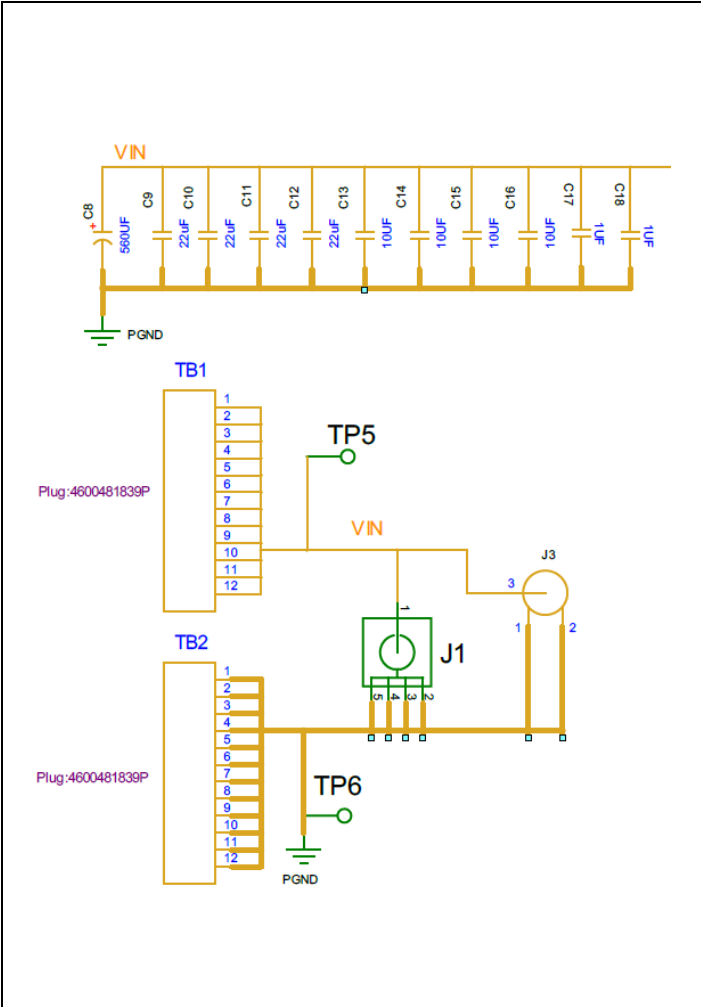 VIN
C8
560UF
+
C9
22uF
C10
22uF
C11
22uF
C12
22uF
C13
10UF
C14
10UF
C15
10UF
C16
10UF
C17
1UF
C18
1UF
PGND
TB1
1
2
3
4
5
6
7
8
9
10
11
12
Plug:4600481839P
TP5
VIN
J3
3
1
2
1
J1
5
4
3
2
TB2
1
2
3
4
5
6
7
8
9
10
11
12
Plug:4600481839P
TP6
PGND